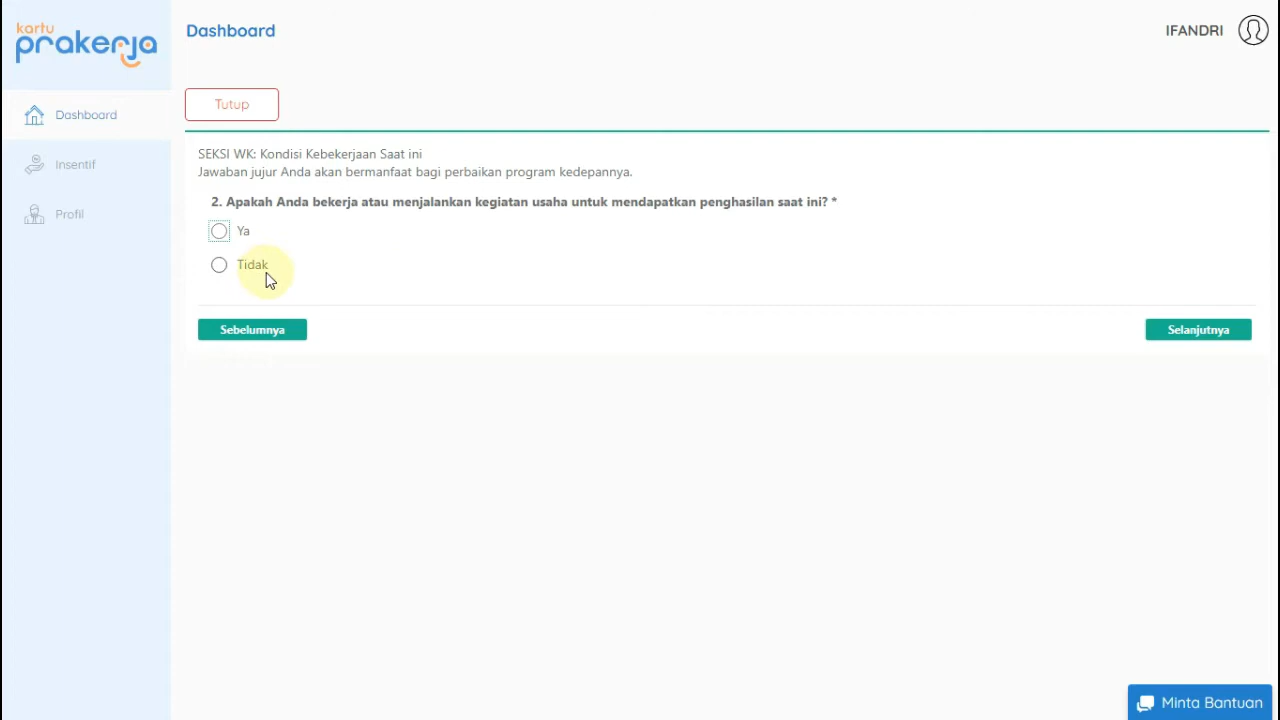 kartu
prakerja
Dashboard
IFANDRI
Dashboard
Insentif
Profil
Tutup
SEKSI WK: Kondisi Kebekerjaan Saat ini
Jawaban jujur Anda akan bermanfaat bagi perbaikan program kedepannya.
2. Apakah Anda bekerja atau menjalankan kegiatan usaha untuk mendapatkan penghasilan saat ini? *
Ya
Tidak
Sebelumnya
Selanjutnya
Minta Bantuan